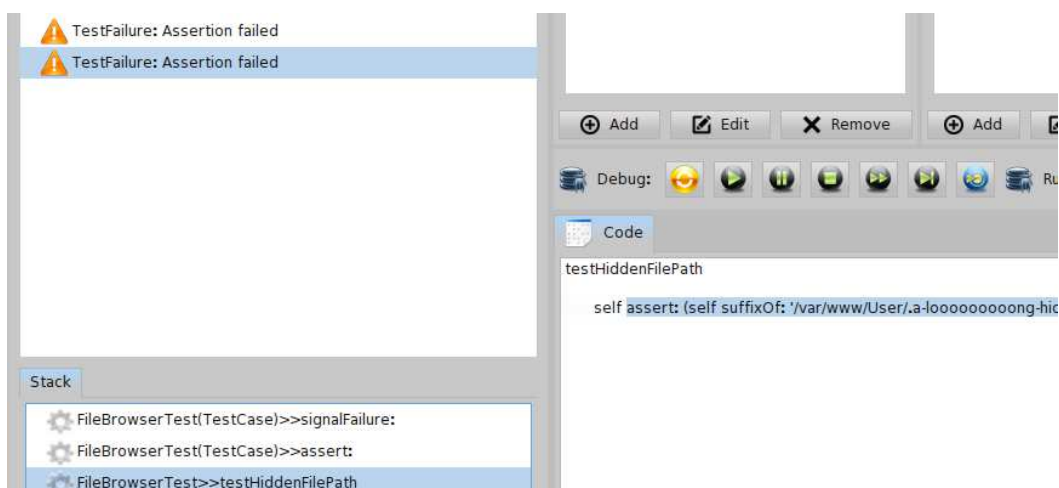 TestFailure: Assertion failed
TestFailure: Assertion failed
Add Edit Remove Add
Debug:
Code
testHiddenFilePath
self assert: (self suffixOf: '/var/www/User/.a-looooooooong-hid
Stack
FileBrowserTest(TestCase)>>signalFailure:
FileBrowserTest(TestCase)>>assert:
FileBrowserTest>>testHiddenFilePath